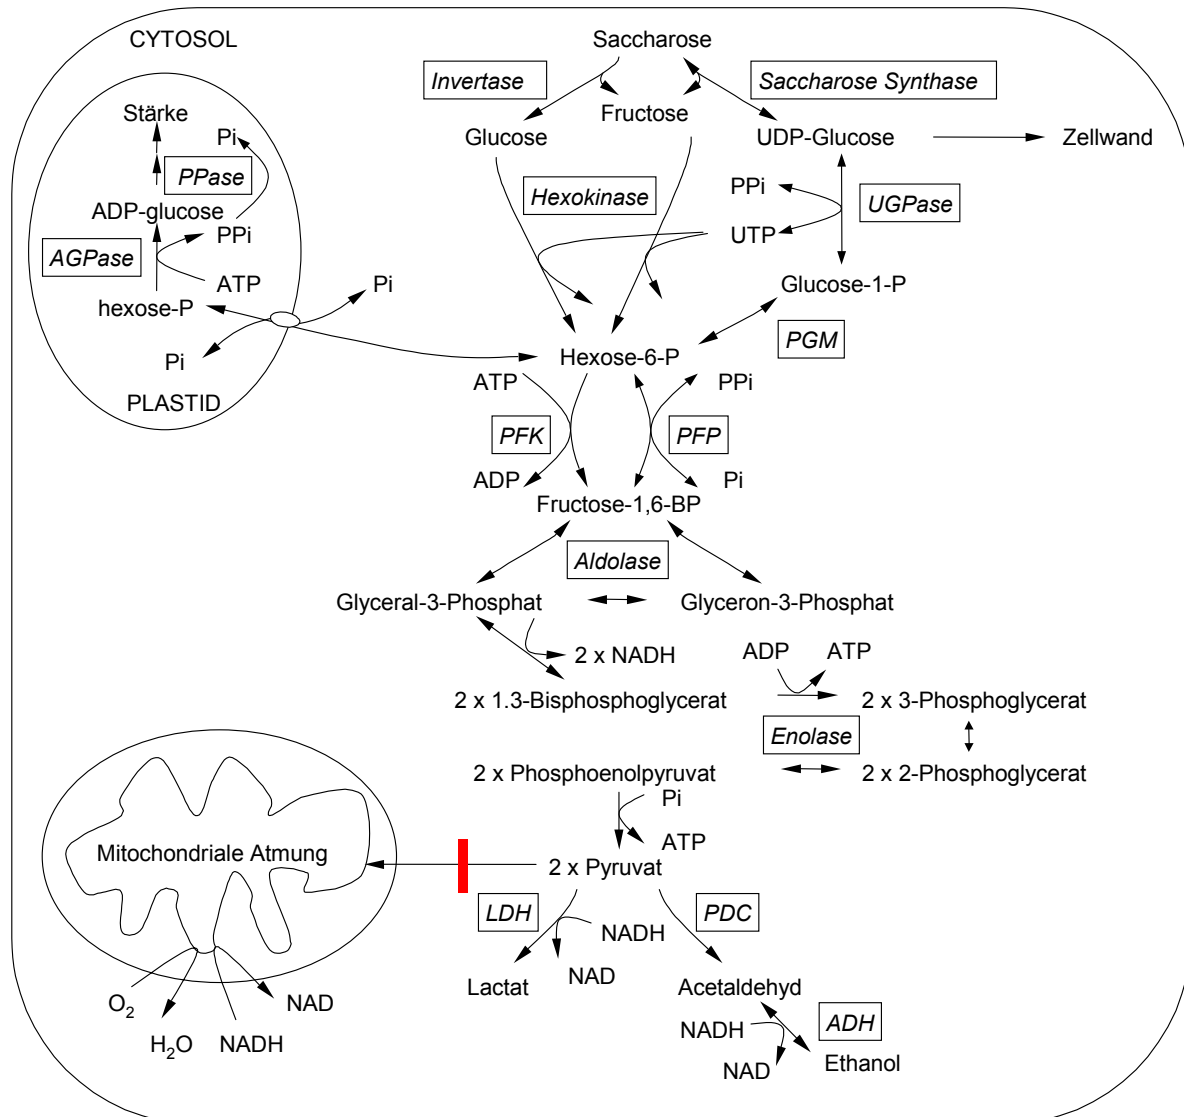 CYTOSOL
Saccharose
Invertase
Saccharose Synthase
Fructose
Glucose
UDP-Glucose
Zellwand
Stärke
Pi
PPase
ADP-glucose
PPi
AGPase
ATP
hexose-P
Pi
Pi
PLASTID
Hexokinase
PPi
UGPase
UTP
Glucose-1-P
PGM
Hexose-6-P
ATP
PPi
PFK
PFP
ADP
Pi
Fructose-1,6-BP
Aldolase
Glyceral-3-Phosphat
Glyceron-3-Phosphat
2 x NADH
ADP
ATP
2 x 1.3-Bisphosphoglycerat
2 x 3-Phosphoglycerat
Enolase
2 x Phosphoenolpyruvat
2 x 2-Phosphoglycerat
Pi
ATP
Mitochondriale Atmung
2 x Pyruvat
LDH
PDC
NADH
NAD
Lactat
Acetaldehyd
O2
NAD
H2O
NADH
NADH
ADH
NAD
Ethanol